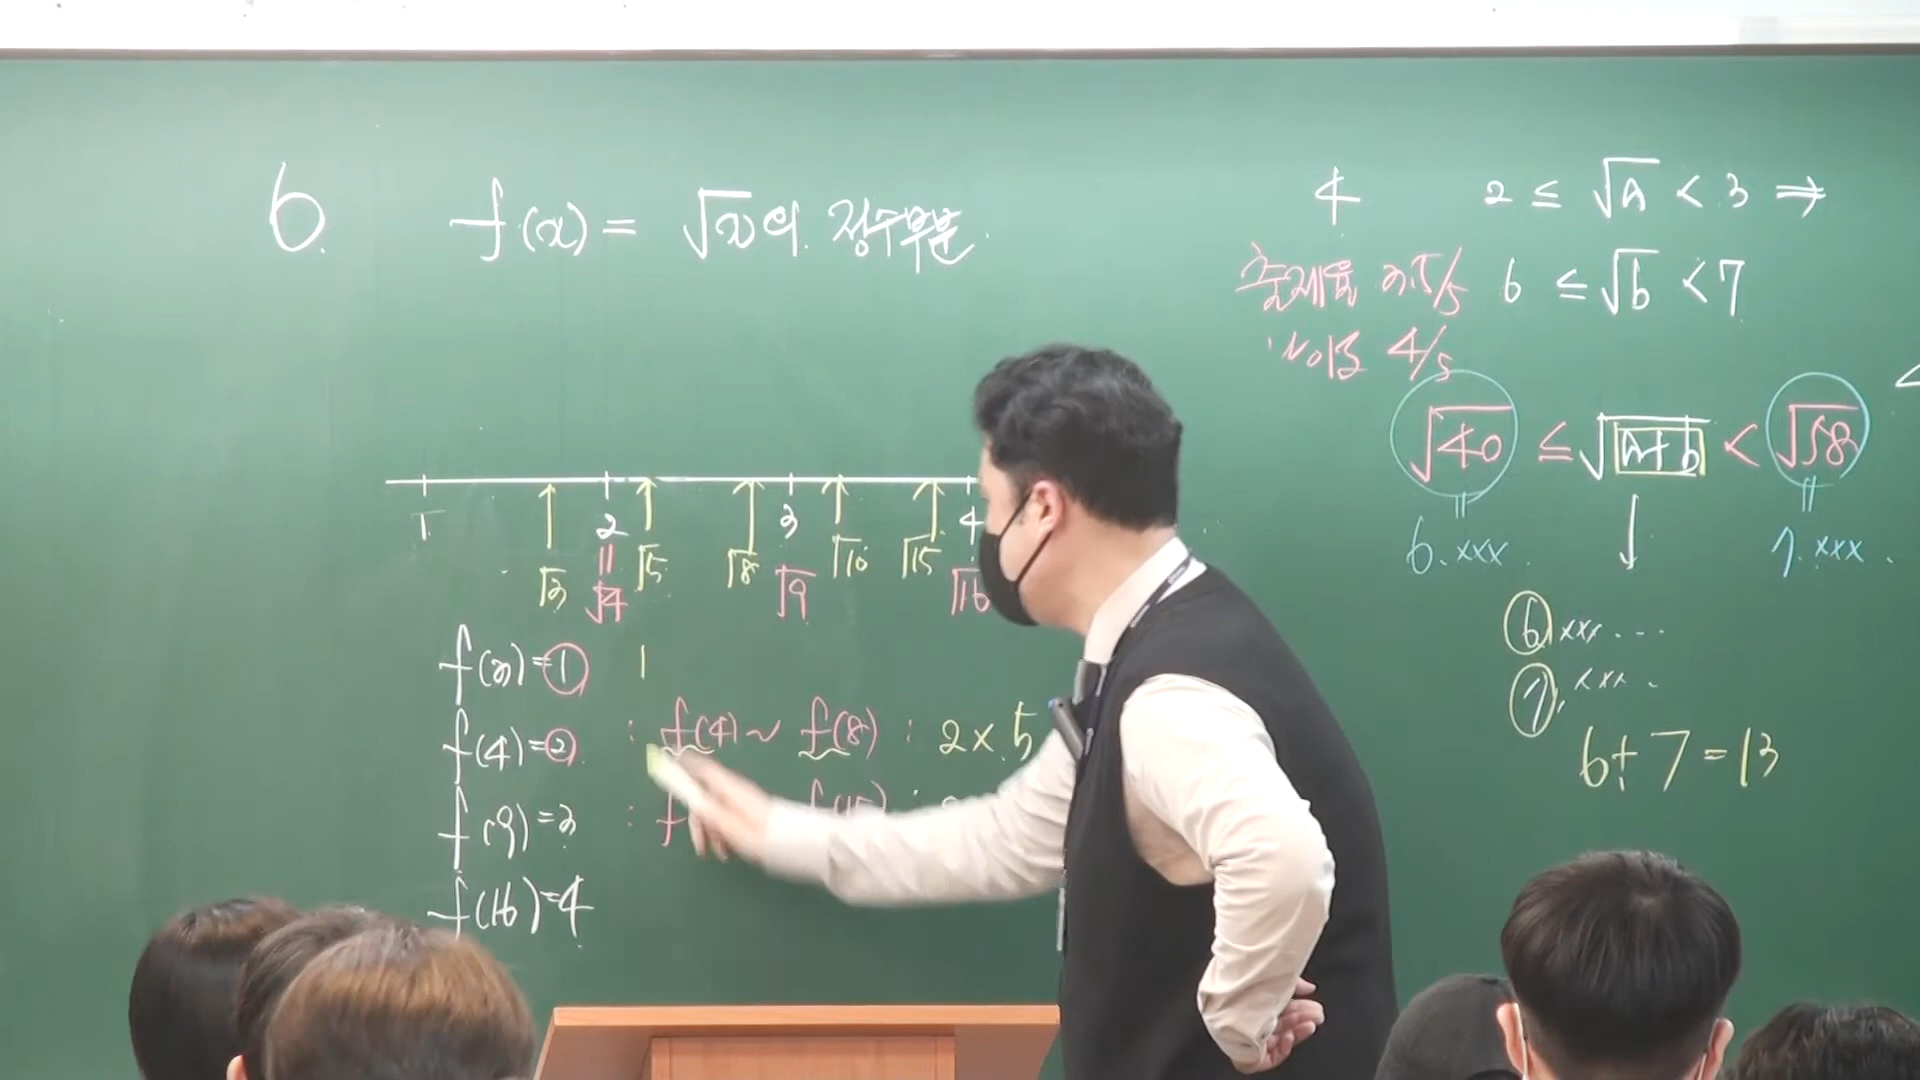 6. f(x) = √x의 정수부분.
1 2 3 4
||
√3 √4 √5 √8 √9 √10 √15 √16
f(3)=1 1
f(4)=2 : f(4) ~ f(8) : 2 × 5
f(9)=3 : f(15) :
f(16)=4
4 2 ≤ √a < 3 ⇒
출제율 3.5/5 6 ≤ √b < 7
난이도 4/5
√40 ≤ √a+b < √58
|| ↓ ||
6.xxx 7.xxx.
6.xxx...
7.xxx.
6+7=13